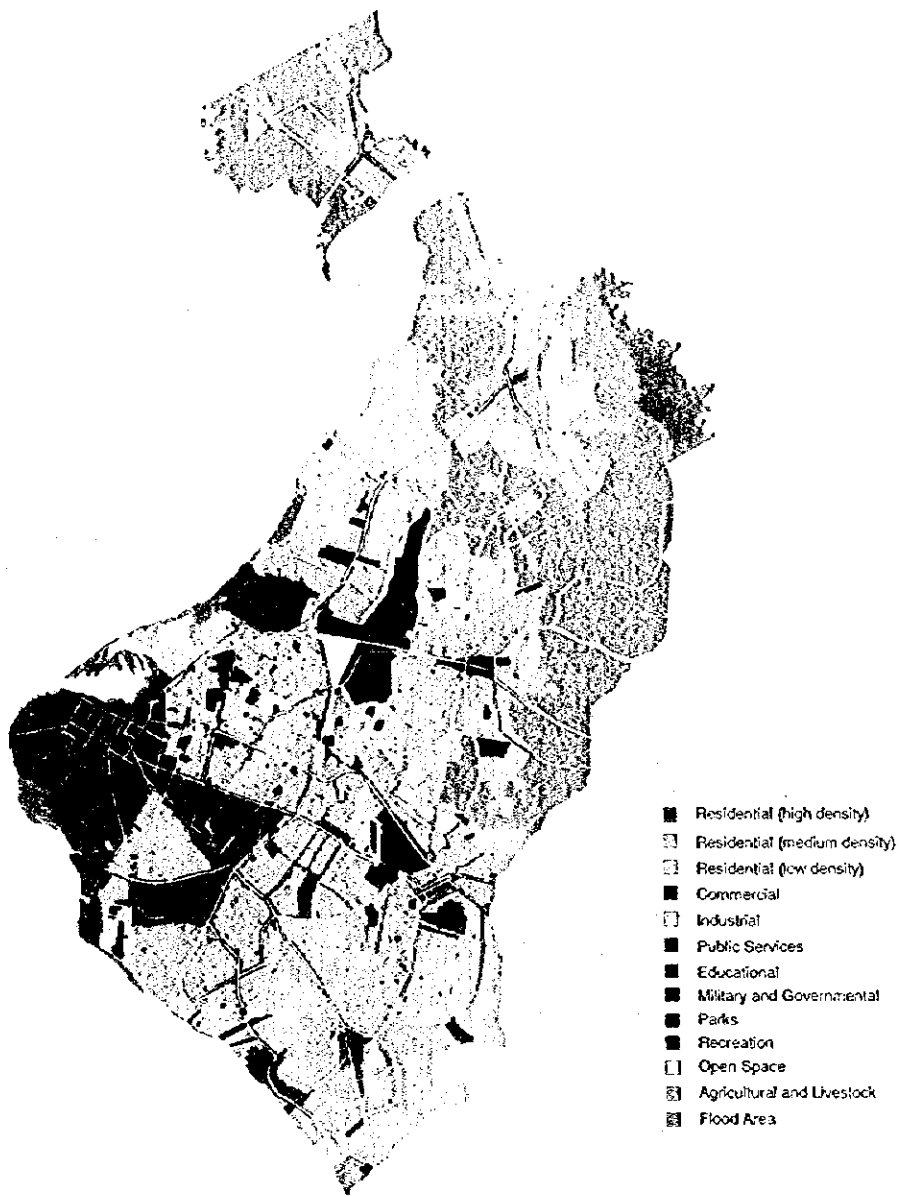 Residential (high density)
Residential (medium density)
Residential (low density)
Commercial
Industrial
Public Services
Educational
Military and Governmental
Parks
Recreation
Open Space
Agricultural and Livestock
Flood Area